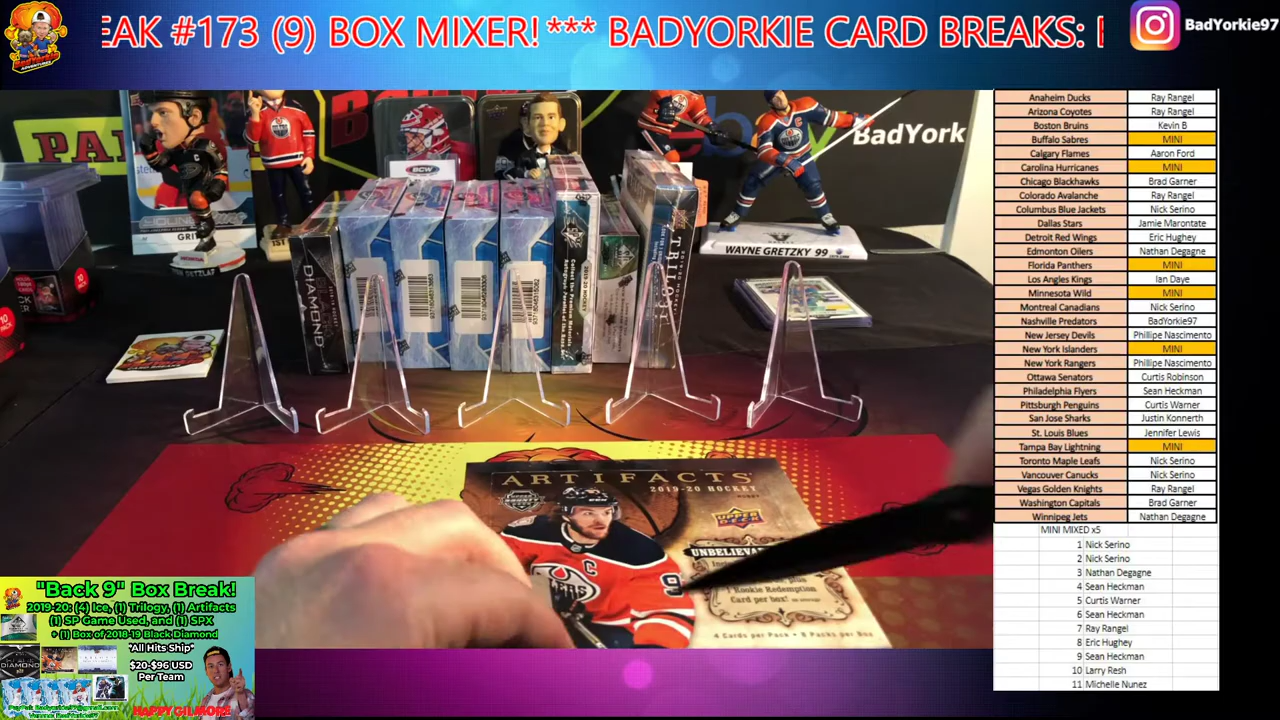 EAK #173 (9) BOX MIXER! *** BADYORKIE CARD BREAKS:
BadYorkie97
BadYork
BCW
WAYNE GRETZKY 99
DIAMOND
TRILOGY
ARTIFACTS
2019-20 HOCKEY
UPPER DECK
C
9
4 Cards per Pack • 8 Packs per Box
"Back 9" Box Break!
2019-20: (4) Ice, (1) Trilogy, (1) Artifacts
(1) SP Game Used, and (1) SPX
+ (1) Box of 2018-19 Black Diamond
*All Hits Ship*
$20-$96 USD
Per Team
HAPPY GILMORE
Anaheim Ducks Ray Rangel
Arizona Coyotes Ray Rangel
Boston Bruins Kevin B
Buffalo Sabres MINI
Calgary Flames Aaron Ford
Carolina Hurricanes MINI
Chicago Blackhawks Brad Garner
Colorado Avalanche Ray Rangel
Columbus Blue Jackets Nick Serino
Dallas Stars Jamie Marontate
Detroit Red Wings Eric Hughey
Edmonton Oilers Nathan Degagne
Florida Panthers MINI
Los Angles Kings Ian Daye
Minnesota Wild MINI
Montreal Canadians Nick Serino
Nashville Predators BadYorkie97
New Jersey Devils Phillipe Nascimento
New York Islanders MINI
New York Rangers Phillipe Nascimento
Ottawa Senators Curtis Robinson
Philadelphia Flyers Sean Heckman
Pittsburgh Penguins Curtis Warner
San Jose Sharks Justin Konnerth
St. Louis Blues Jennifer Lewis
Tampa Bay Lightning MINI
Toronto Maple Leafs Nick Serino
Vancouver Canucks Nick Serino
Vegas Golden Knights Ray Rangel
Washington Capitals Brad Garner
Winnipeg Jets Nathan Degagne
MINI MIXED x5
1 Nick Serino
2 Nick Serino
3 Nathan Degagne
4 Sean Heckman
5 Curtis Warner
6 Sean Heckman
7 Ray Rangel
8 Eric Hughey
9 Sean Heckman
10 Larry Resh
11 Michelle Nunez